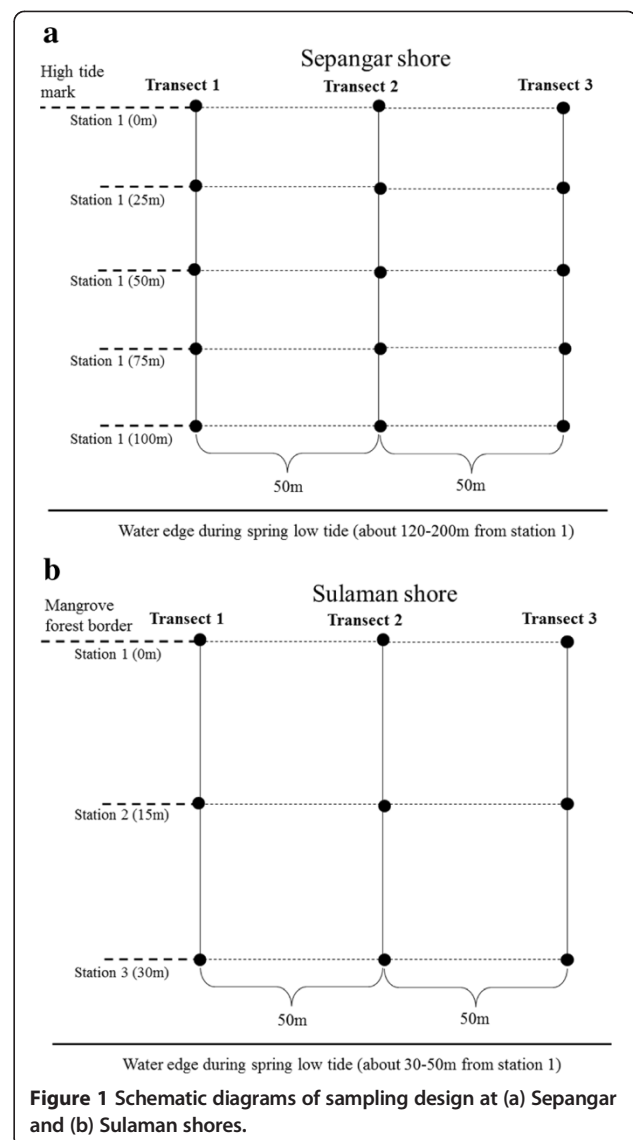 a
Sepangar shore
High tide
mark
Transect 1
Transect 2
Transect 3
Station 1 (0m)
Station 1 (25m)
Station 1 (50m)
Station 1 (75m)
Station 1 (100m)
50m
50m
Water edge during spring low tide (about 120-200m from station 1)
b
Sulaman shore
Mangrove
forest border
Transect 1
Transect 2
Transect 3
Station 1 (0m)
Station 2 (15m)
Station 3 (30m)
50m
50m
Water edge during spring low tide (about 30-50m from station 1)
Figure 1 Schematic diagrams of sampling design at (a) Sepangar
and (b) Sulaman shores.